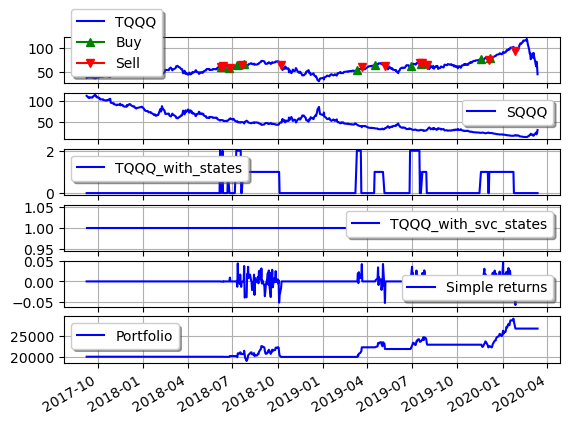 TQQQ
Buy
Sell
100
50
SQQQ
100
50
TQQQ_with_states
2
0
TQQQ_with_svc_states
1.05
1.00
0.95
Simple returns
0.05
0.00
−0.05
Portfolio
25000
20000
2017-10 2018-01 2018-04 2018-07 2018-10 2019-01 2019-04 2019-07 2019-10 2020-01 2020-04